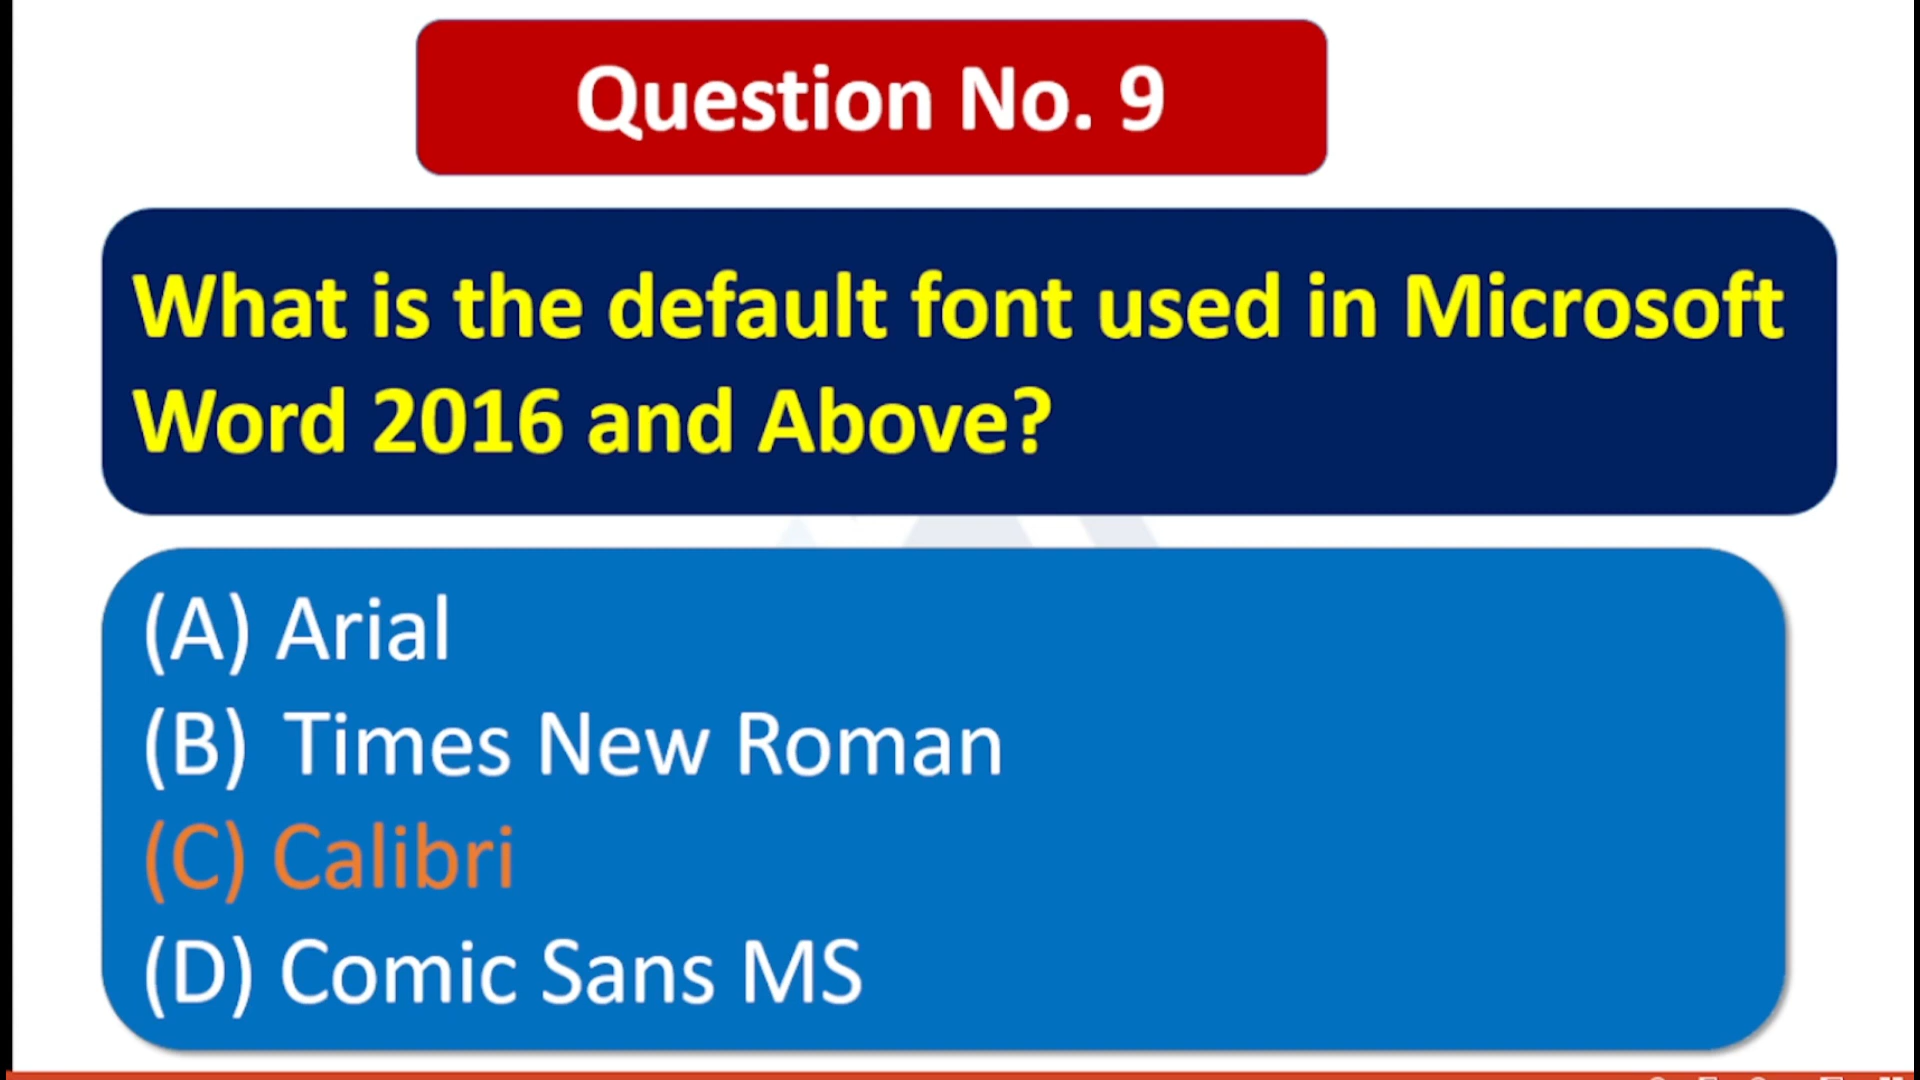 Question No. 9
What is the default font used in Microsoft
Word 2016 and Above?
(A) Arial
(B) Times New Roman
(C) Calibri
(D) Comic Sans MS